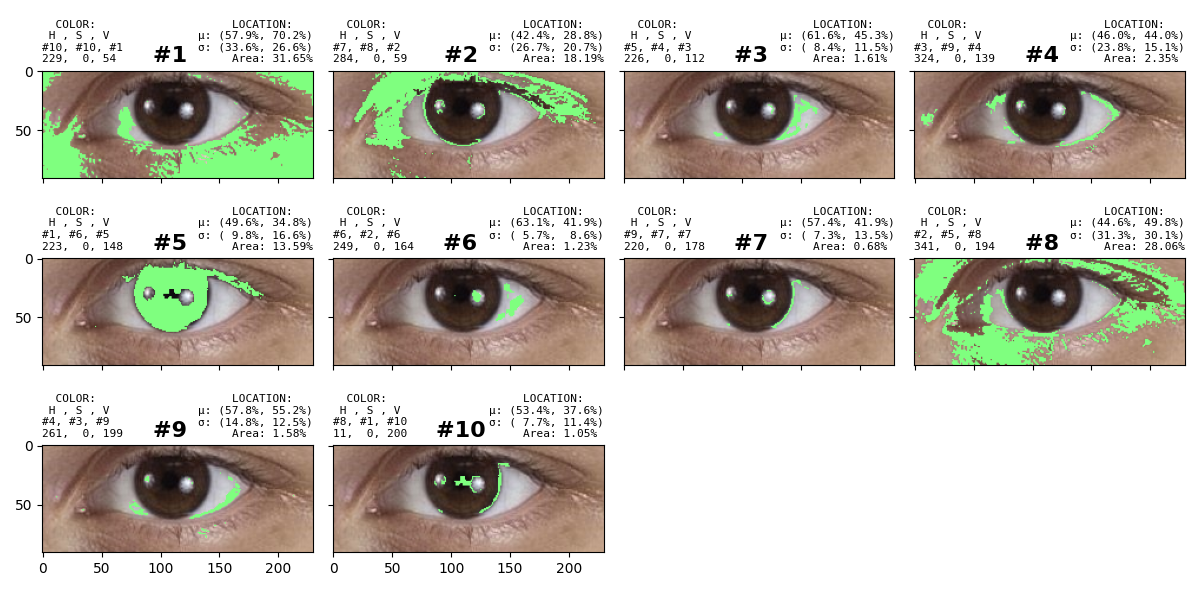 COLOR: LOCATION:
H , S , V μ: (57.9%, 70.2%)
#10, #10, #1 #1 σ: (33.6%, 26.6%)
229, 0, 54 Area: 31.65%
COLOR: LOCATION:
H , S , V μ: (42.4%, 28.8%)
#7, #8, #2 #2 σ: (26.7%, 20.7%)
284, 0, 59 Area: 18.19%
COLOR: LOCATION:
H , S , V μ: (61.6%, 45.3%)
#5, #4, #3 #3 σ: ( 8.4%, 11.5%)
226, 0, 112 Area: 1.61%
COLOR: LOCATION:
H , S , V μ: (46.0%, 44.0%)
#3, #9, #4 #4 σ: (23.8%, 15.1%)
324, 0, 139 Area: 2.35%
0
50
COLOR: LOCATION:
H , S , V μ: (49.6%, 34.8%)
#1, #6, #5 #5 σ: ( 9.8%, 16.6%)
223, 0, 148 Area: 13.59%
COLOR: LOCATION:
H , S , V μ: (63.1%, 41.9%)
#6, #2, #6 #6 σ: ( 5.7%, 8.6%)
249, 0, 164 Area: 1.23%
COLOR: LOCATION:
H , S , V μ: (57.4%, 41.9%)
#9, #7, #7 #7 σ: ( 7.3%, 13.5%)
220, 0, 178 Area: 0.68%
COLOR: LOCATION:
H , S , V μ: (44.6%, 49.8%)
#2, #5, #8 #8 σ: (31.3%, 30.1%)
341, 0, 194 Area: 28.06%
0
50
COLOR: LOCATION:
H , S , V μ: (57.8%, 55.2%)
#4, #3, #9 #9 σ: (14.8%, 12.5%)
261, 0, 199 Area: 1.58%
COLOR: LOCATION:
H , S , V μ: (53.4%, 37.6%)
#8, #1, #10 #10 σ: ( 7.7%, 11.4%)
11, 0, 200 Area: 1.05%
0
50
0 50 100 150 200
0 50 100 150 200